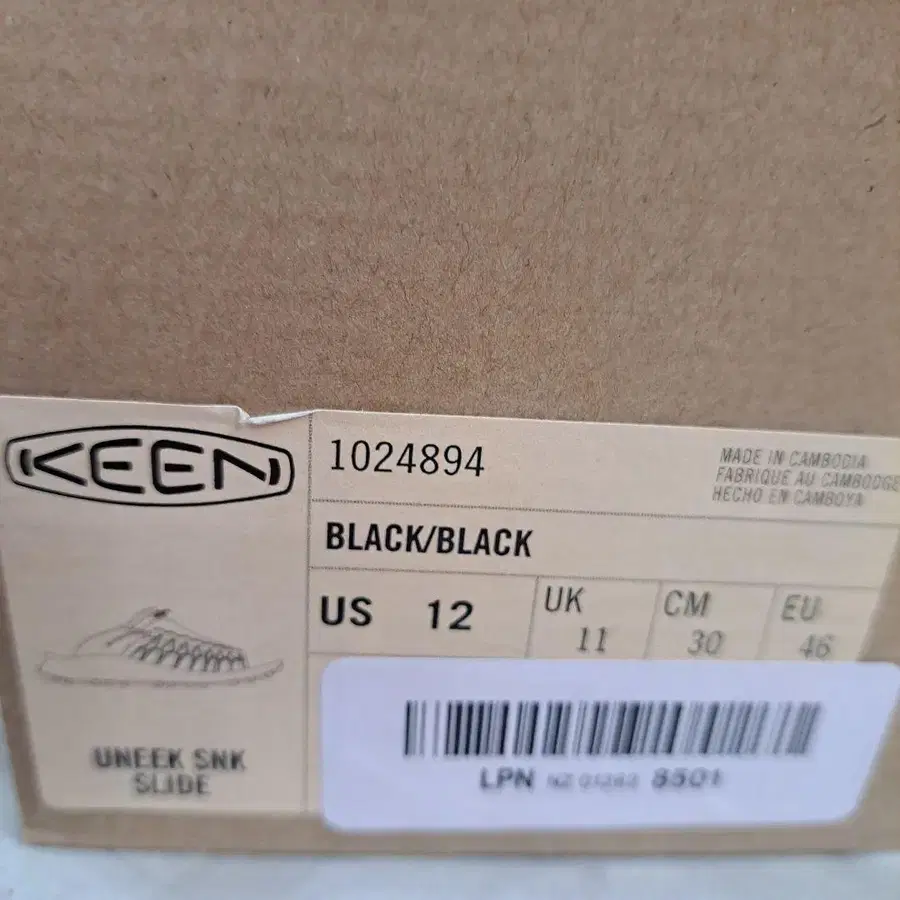 KEEN
1024894
MADE IN CAMBODIA
FABRIQUE AU CAMBODGE
HECHO EN CAMBOYA
BLACK/BLACK
US 12
UK 11
CM 30
EU 46
UNEEK SNK
SLIDE
LPN